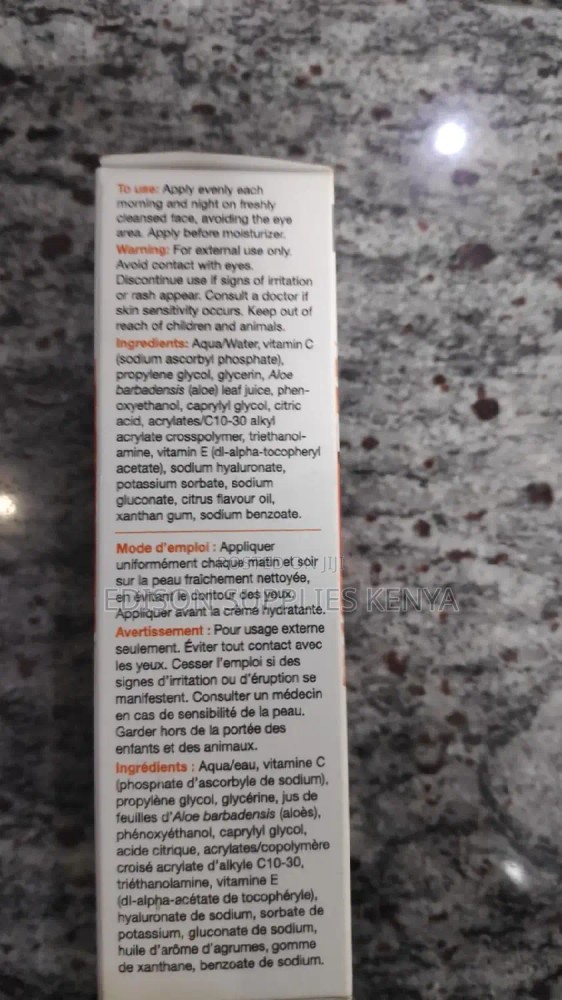 To use: Apply evenly each
morning and night on freshly
cleansed face, avoiding the eye
area. Apply before moisturizer.
Warning: For external use only.
Avoid contact with eyes.
Discontinue use if signs of irritation
or rash appear. Consult a doctor if
skin sensitivity occurs. Keep out of
reach of children and animals.
Ingredients: Aqua/Water, vitamin C
(sodium ascorbyl phosphate),
propylene glycol, glycerin, Aloe
barbadensis (aloe) leaf juice, phen-
oxyethanol, caprylyl glycol, citric
acid, acrylates/C10-30 alkyl
acrylate crosspolymer, triethanol-
amine, vitamin E (dl-alpha-tocopheryl
acetate), sodium hyaluronate,
potassium sorbate, sodium
gluconate, citrus flavour oil,
xanthan gum, sodium benzoate.
Mode d'emploi : Appliquer
uniformément chaque matin et soir
sur la peau fraîchement nettoyée,
en évitant le contour des yeux.
Appliquer avant la crème hydratante.
EDISON SUPPLIES KENYA
Avertissement : Pour usage externe
seulement. Éviter tout contact avec
les yeux. Cesser l'emploi si des
signes d'irritation ou d'éruption se
manifestent. Consulter un médecin
en cas de sensibilité de la peau.
Garder hors de la portée des
enfants et des animaux.
Ingrédients : Aqua/eau, vitamine C
(phosphate d'ascorbyle de sodium),
propylène glycol, glycérine, jus de
feuilles d'Aloe barbadensis (aloès),
phénoxyéthanol, caprylyl glycol,
acide citrique, acrylates/copolymère
croisé acrylate d'alkyle C10-30,
triéthanolamine, vitamine E
(dl-alpha-acétate de tocophéryle),
hyaluronate de sodium, sorbate de
potassium, gluconate de sodium,
huile d'arôme d'agrumes, gomme
de xanthane, benzoate de sodium.